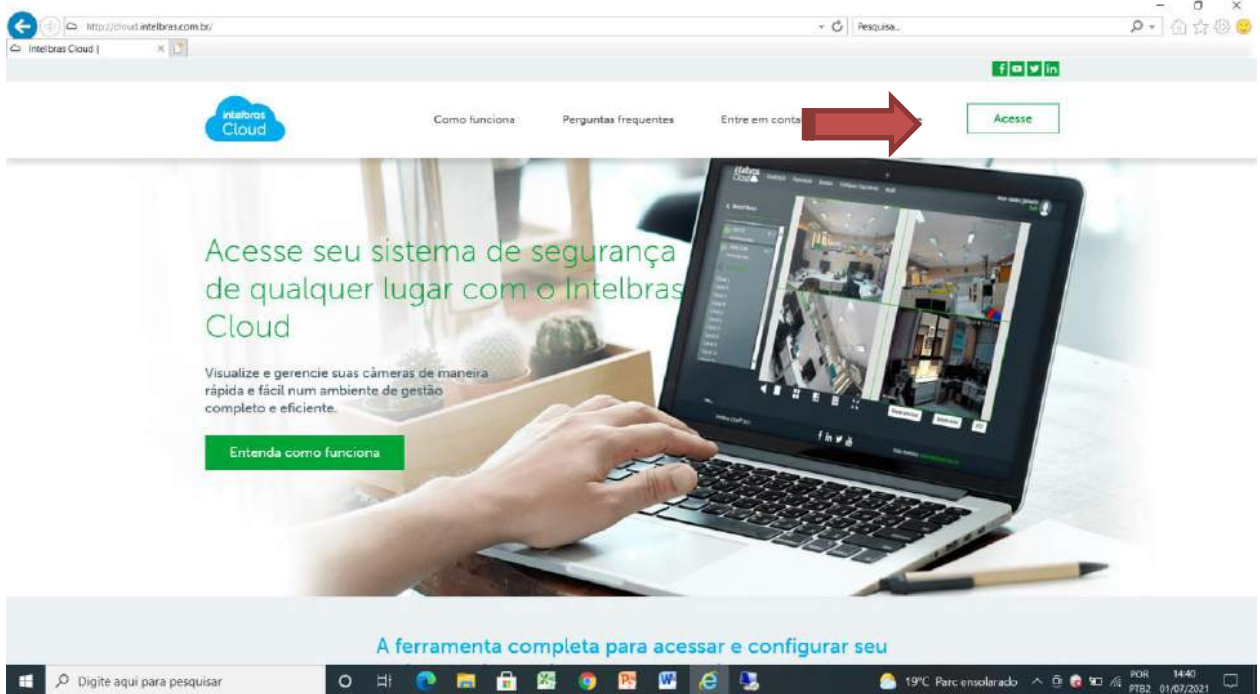 http://cloud.intelbras.com.br/
Pesquisa...
Intelbras Cloud |
intelbras
Cloud
Como funciona
Perguntas frequentes
Entre em conta
Acesse
Acesse seu sistema de segurança
de qualquer lugar com o Intelbras
Cloud
Visualize e gerencie suas câmeras de maneira
rápida e fácil num ambiente de gestão
completo e eficiente.
Entenda como funciona
A ferramenta completa para acessar e configurar seu
Digite aqui para pesquisar
19°C Parc ensolarado
POR
PTB2
14:40
01/07/2021